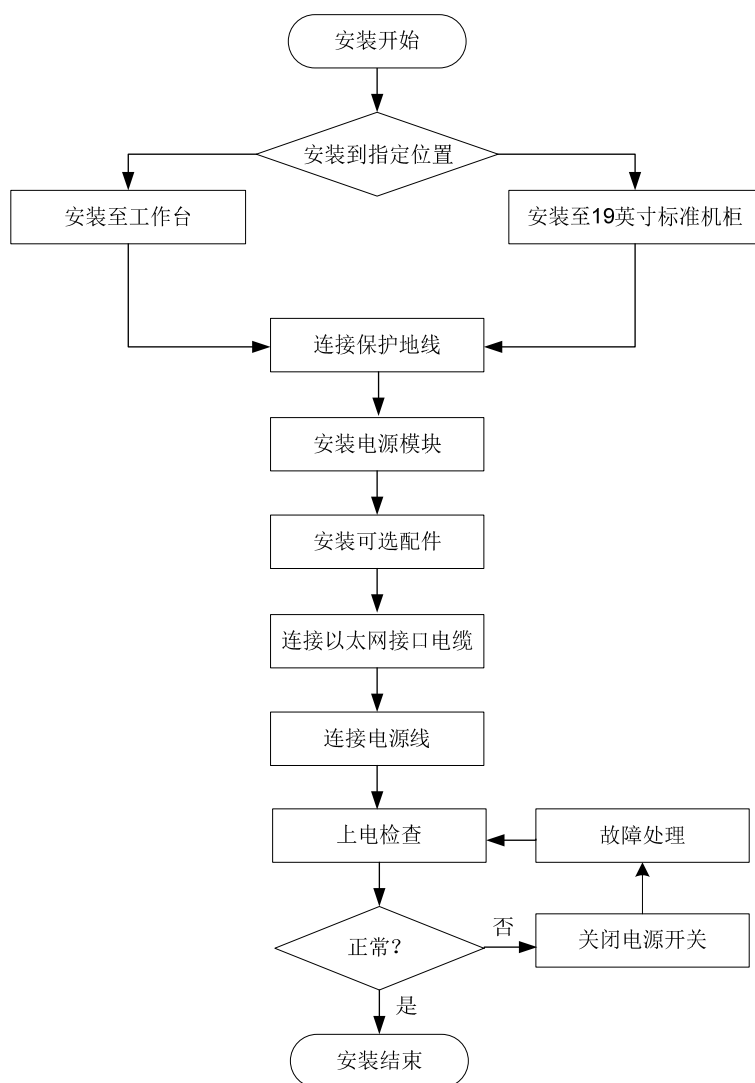 安装开始
安装到指定位置
安装至工作台
安装至19英寸标准机柜
连接保护地线
安装电源模块
安装可选配件
连接以太网接口电缆
连接电源线
上电检查
故障处理
正常?
否
关闭电源开关
是
安装结束